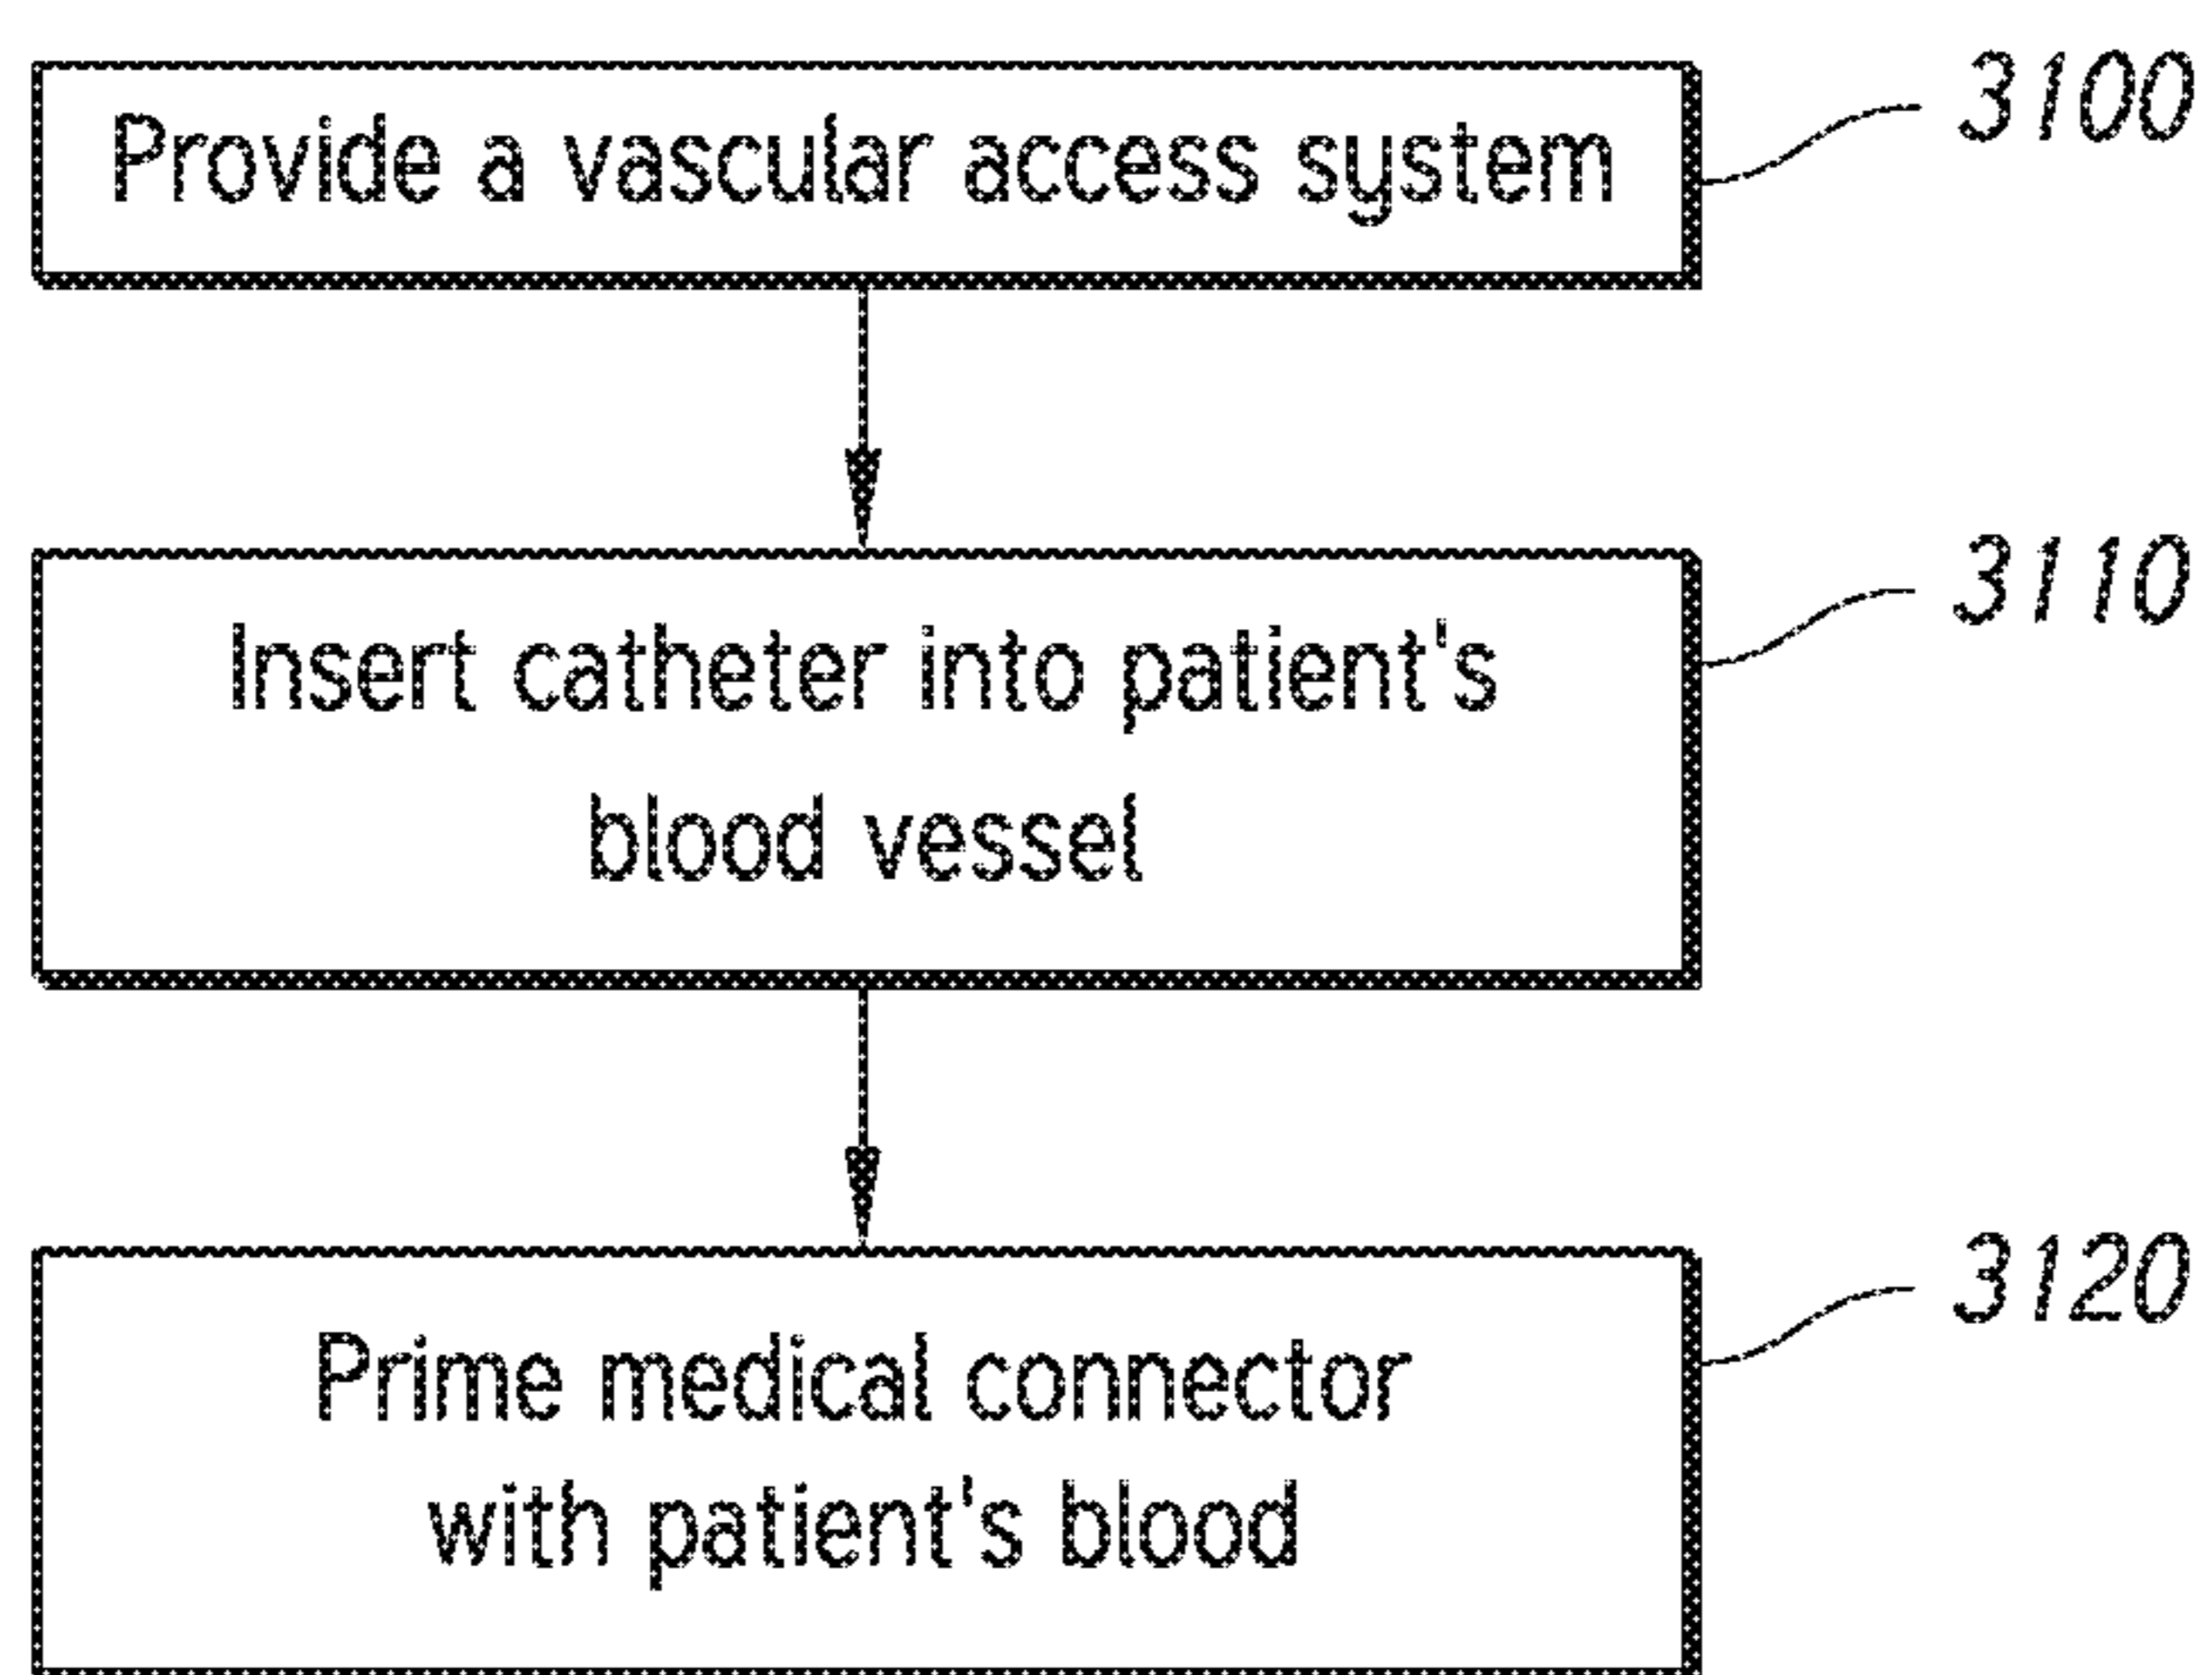 Provide a vascular access system
3100
Insert catheter into patient's
blood vessel
3110
Prime medical connector
with patient's blood
3120